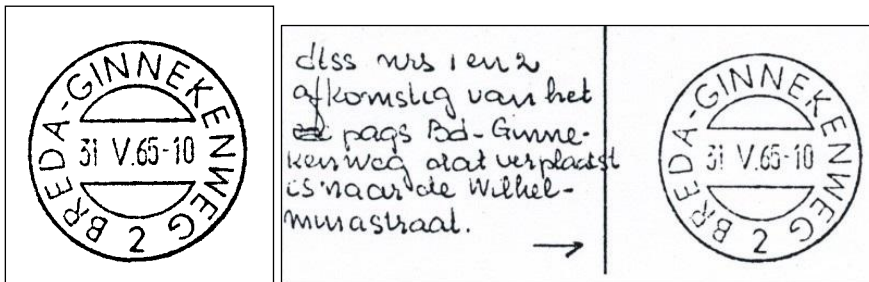 BREDA-GINNEKENWEG 2
31 V.65-10
dtss nrs 1 en 2
afkomstig van het
pags Bd-Ginne-
kenweg dat verplaatst
is naar de Wilhel-
minastraat.
→
BREDA-GINNEKENWEG 2
31 V.65-10